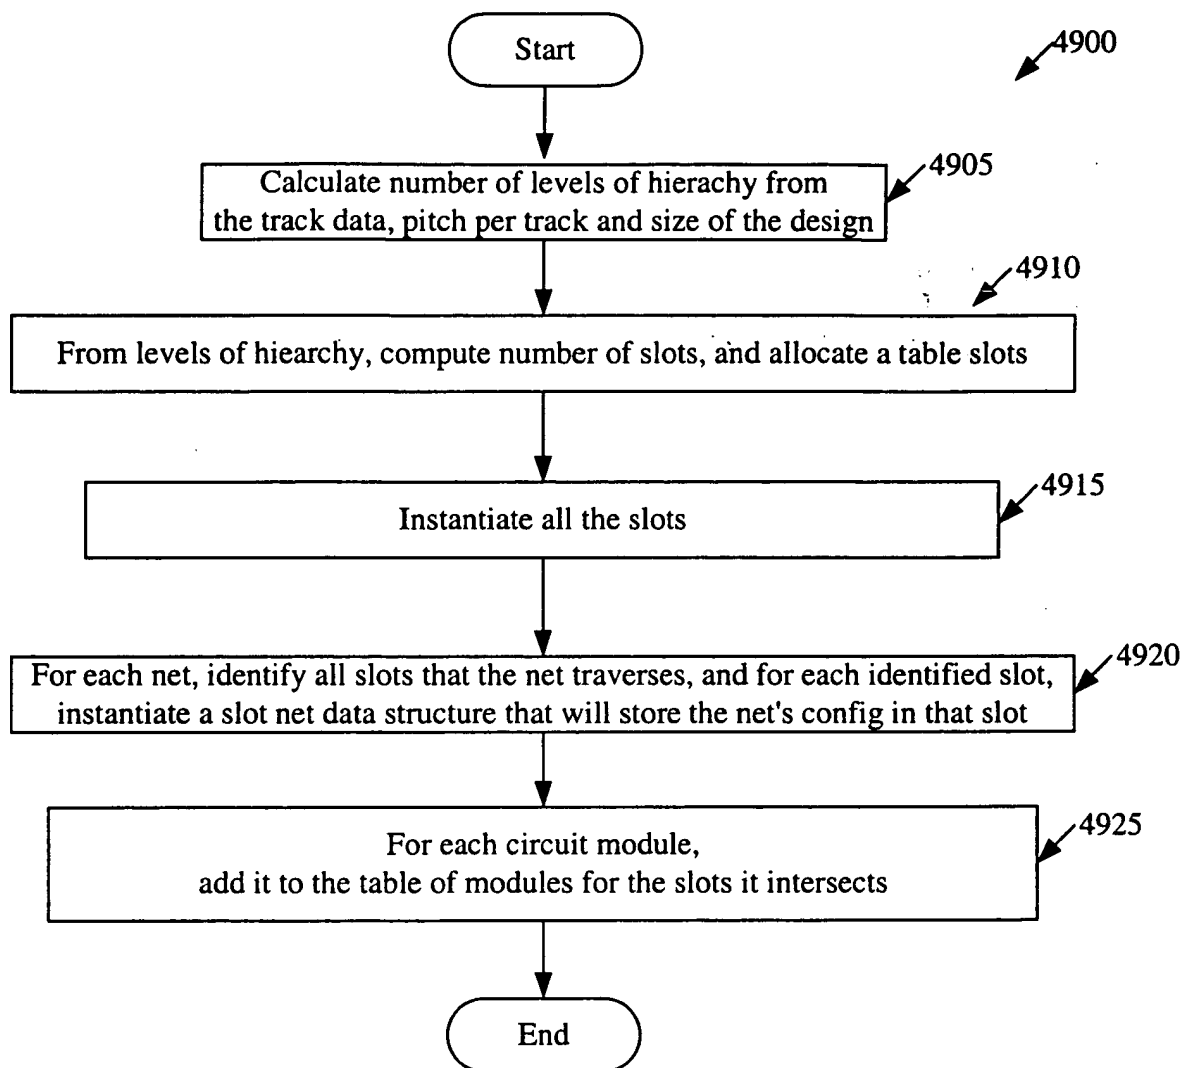 Start
4900
4905
Calculate number of levels of hierachy from
the track data, pitch per track and size of the design
4910
From levels of hiearchy, compute number of slots, and allocate a table slots
4915
Instantiate all the slots
4920
For each net, identify all slots that the net traverses, and for each identified slot,
instantiate a slot net data structure that will store the net's config in that slot
4925
For each circuit module,
add it to the table of modules for the slots it intersects
End